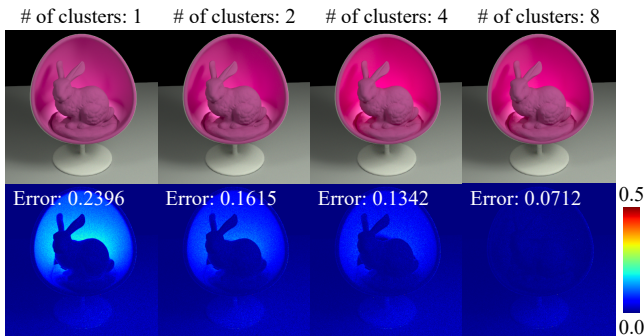 # of clusters: 1 # of clusters: 2 # of clusters: 4 # of clusters: 8
Error: 0.2396 Error: 0.1615 Error: 0.1342 Error: 0.0712
0.5
0.0